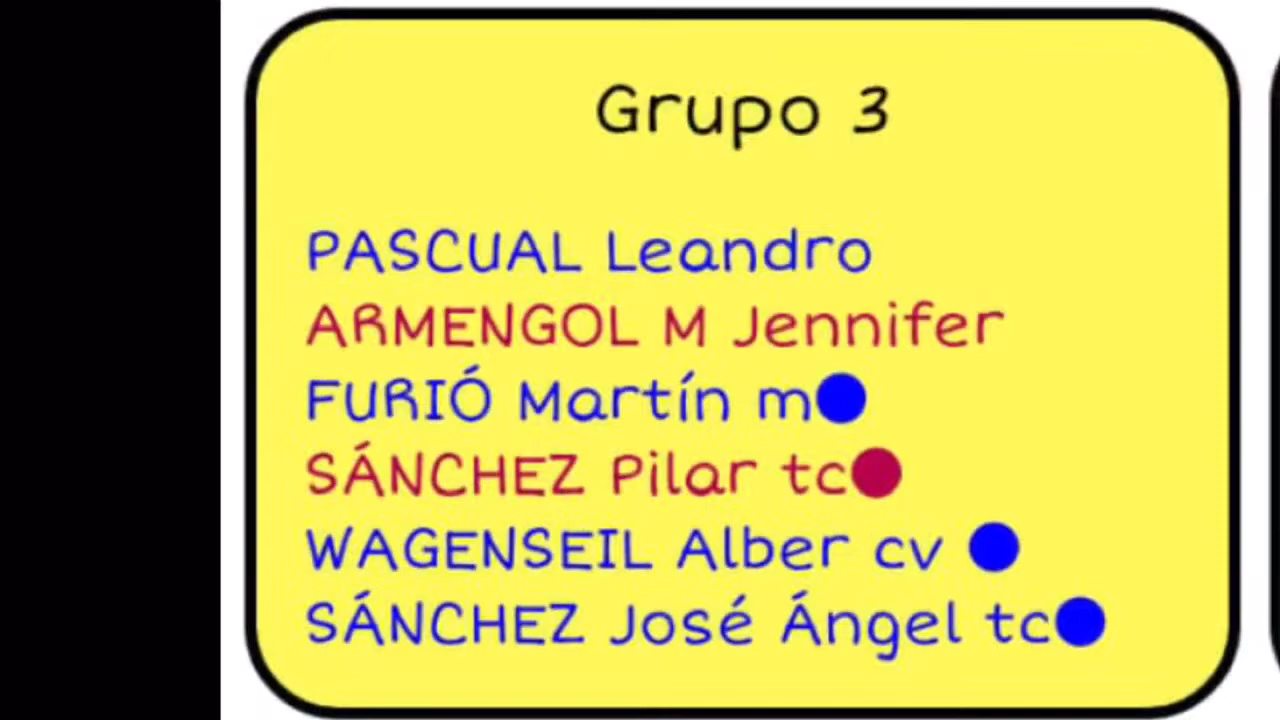 Grupo 3
PASCUAL Leandro
ARMENGOL M Jennifer
FURIÓ Martín m
SÁNCHEZ Pilar tc
WAGENSEIL Alber cv
SÁNCHEZ José Ángel tc